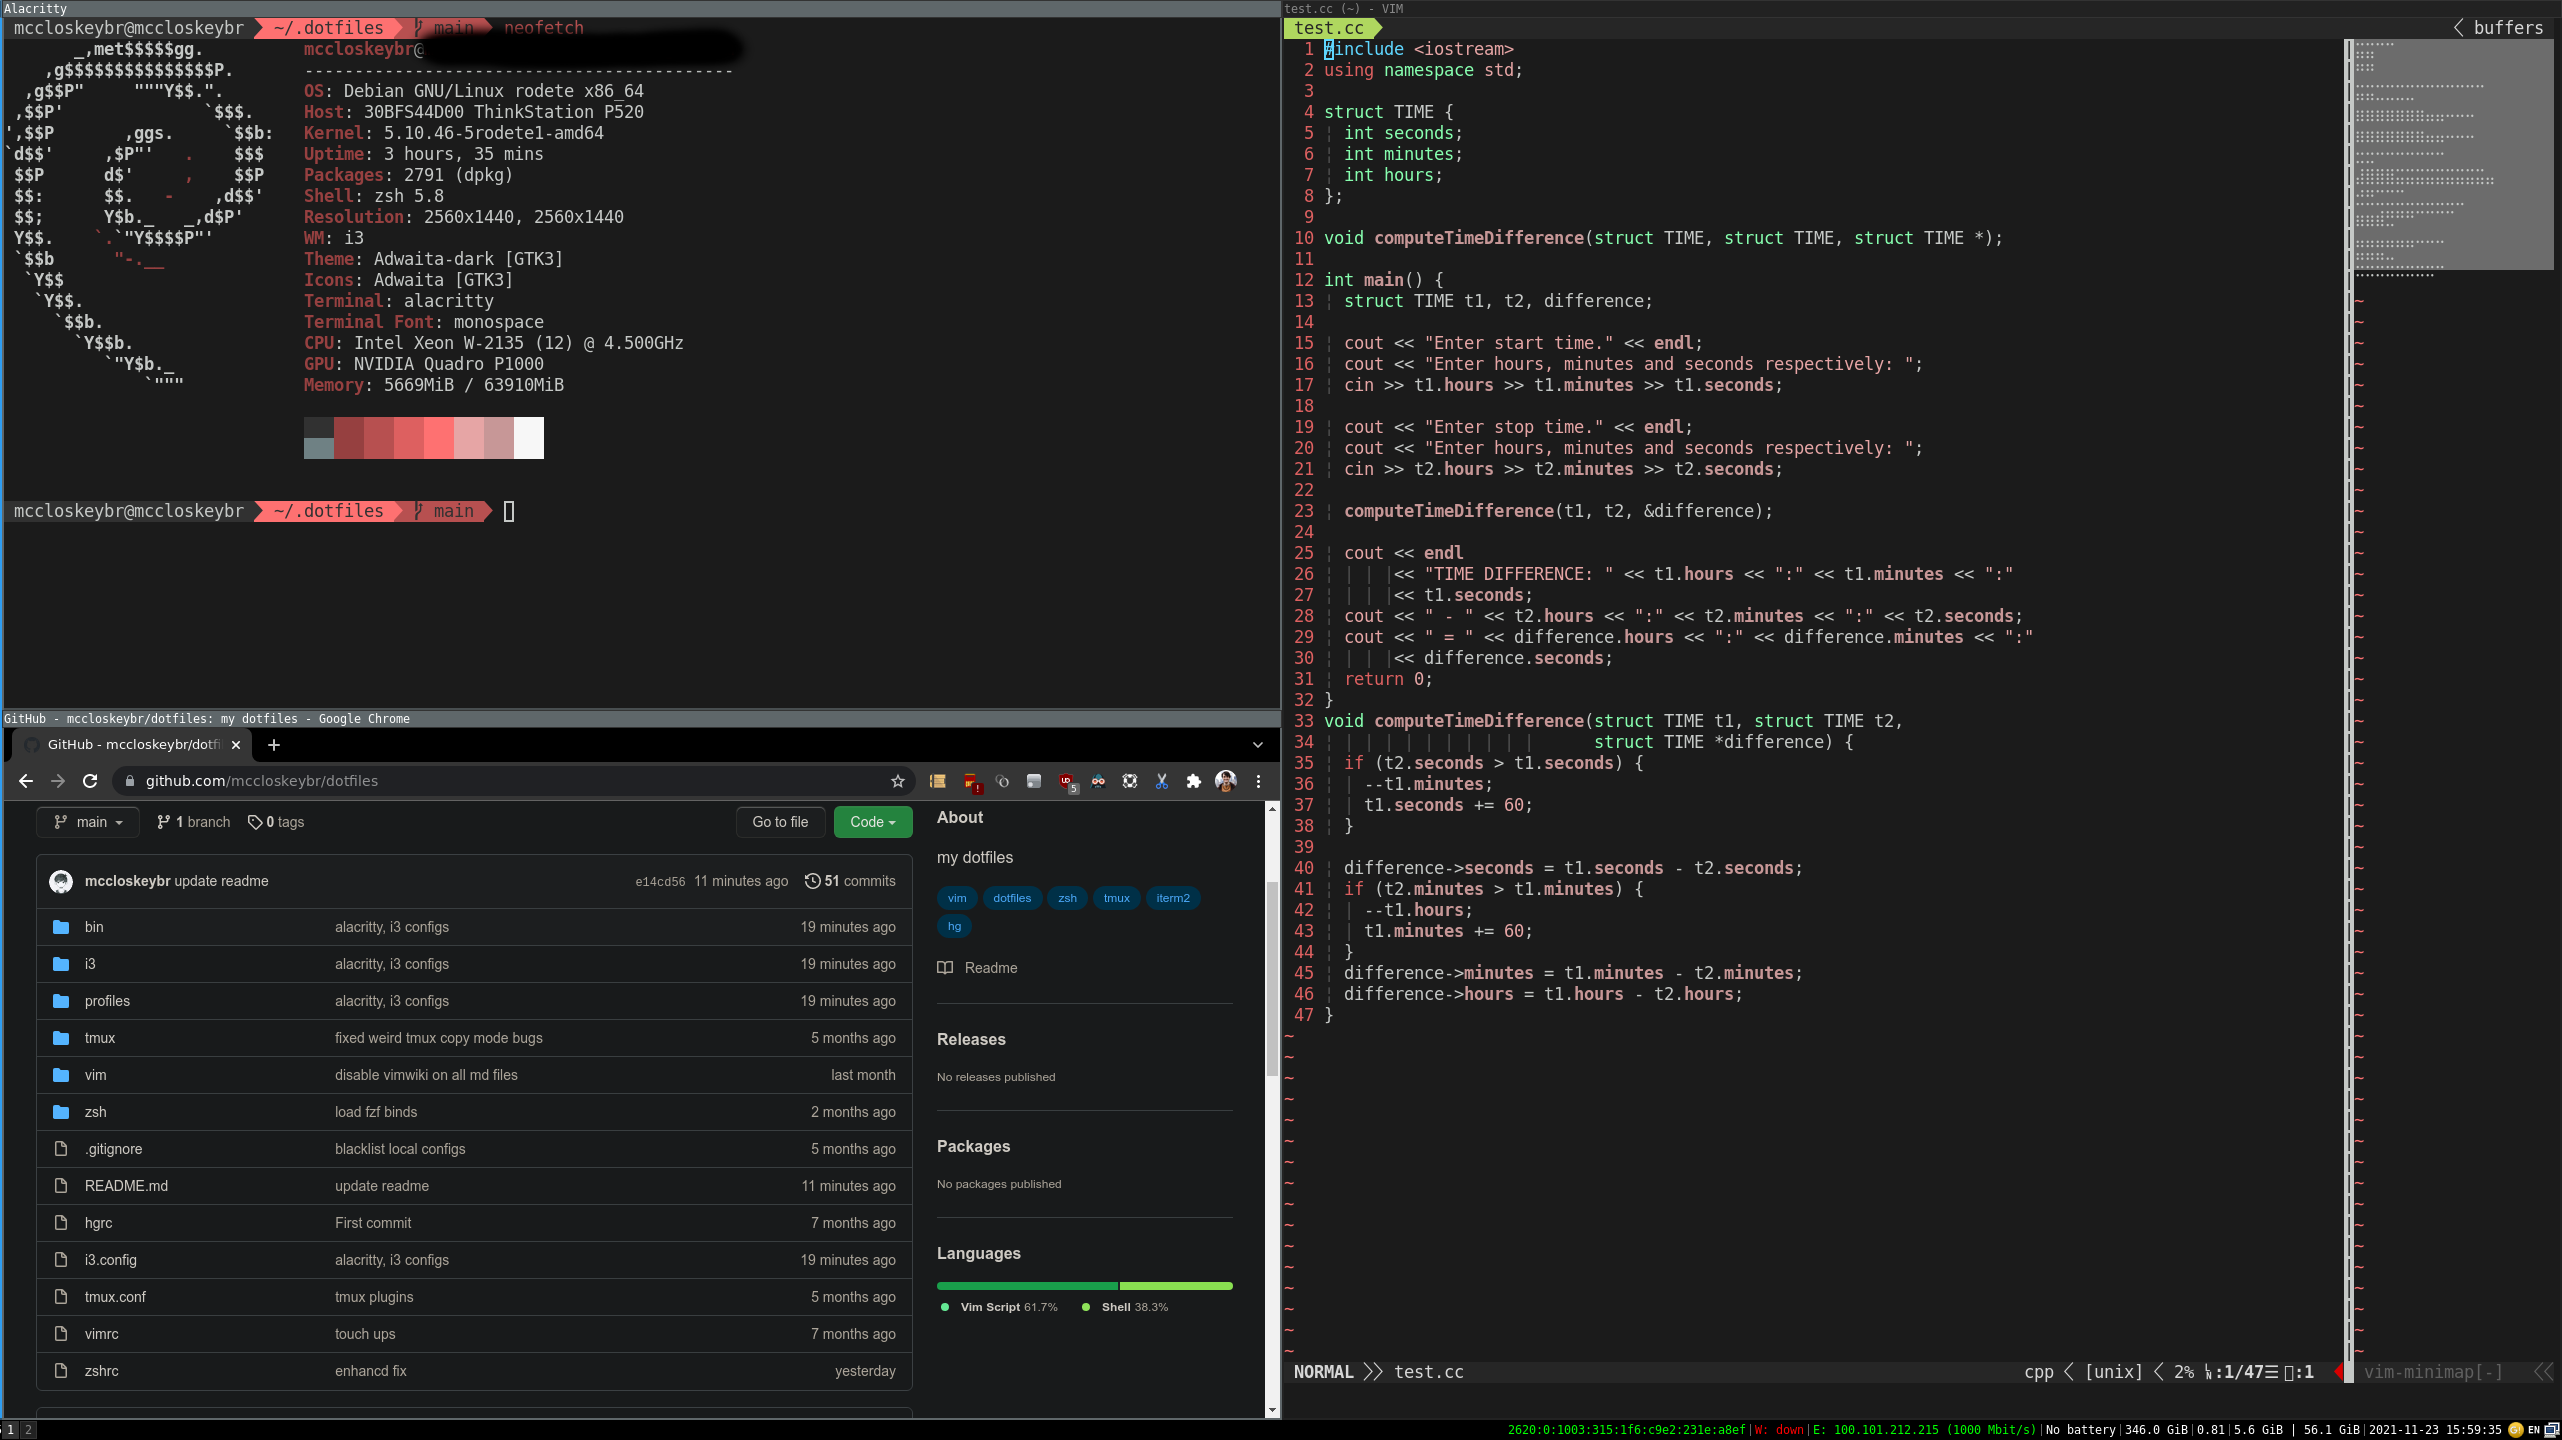 Alacritty
mccloskeybr@mccloskeybr ~/.dotfiles main neofetch
_,met$$$$$gg. mccloskeybr@
,g$$$$$$$$$$$$$$$P. -------------------------------------------
,g$$P" """Y$$.". OS: Debian GNU/Linux rodete x86_64
,$$P' `$$$. Host: 30BFS44D00 ThinkStation P520
',$$P ,ggs. `$$b: Kernel: 5.10.46-5rodete1-amd64
`d$$' ,$P"' . $$$ Uptime: 3 hours, 35 mins
$$P d$' , $$P Packages: 2791 (dpkg)
$$: $$. - ,d$$' Shell: zsh 5.8
$$; Y$b._ _,d$P' Resolution: 2560x1440, 2560x1440
Y$$. `.`"Y$$$$P"' WM: i3
`$$b "-.__ Theme: Adwaita-dark [GTK3]
`Y$$ Icons: Adwaita [GTK3]
`Y$$. Terminal: alacritty
`$$b. Terminal Font: monospace
`Y$$b. CPU: Intel Xeon W-2135 (12) @ 4.500GHz
`"Y$b._ GPU: NVIDIA Quadro P1000
`""" Memory: 5669MiB / 63910MiB
mccloskeybr@mccloskeybr ~/.dotfiles main
GitHub - mccloskeybr/dotfiles: my dotfiles - Google Chrome
GitHub - mccloskeybr/dotfi
github.com/mccloskeybr/dotfiles
! 5
main 1 branch 0 tags Go to file Code
mccloskeybr update readme e14cd56 11 minutes ago 51 commits
bin alacritty, i3 configs 19 minutes ago
i3 alacritty, i3 configs 19 minutes ago
profiles alacritty, i3 configs 19 minutes ago
tmux fixed weird tmux copy mode bugs 5 months ago
vim disable vimwiki on all md files last month
zsh load fzf binds 2 months ago
.gitignore blacklist local configs 5 months ago
README.md update readme 11 minutes ago
hgrc First commit 7 months ago
i3.config alacritty, i3 configs 19 minutes ago
tmux.conf tmux plugins 5 months ago
vimrc touch ups 7 months ago
zshrc enhancd fix yesterday
About
my dotfiles
vim dotfiles zsh tmux iterm2
hg
Readme
Releases
No releases published
Packages
No packages published
Languages
Vim Script 61.7% Shell 38.3%
test.cc (~) - VIM
test.cc buffers
1 #include <iostream>
2 using namespace std;
3
4 struct TIME {
5 int seconds;
6 int minutes;
7 int hours;
8 };
9
10 void computeTimeDifference(struct TIME, struct TIME, struct TIME *);
11
12 int main() {
13 struct TIME t1, t2, difference;
14
15 cout << "Enter start time." << endl;
16 cout << "Enter hours, minutes and seconds respectively: ";
17 cin >> t1.hours >> t1.minutes >> t1.seconds;
18
19 cout << "Enter stop time." << endl;
20 cout << "Enter hours, minutes and seconds respectively: ";
21 cin >> t2.hours >> t2.minutes >> t2.seconds;
22
23 computeTimeDifference(t1, t2, &difference);
24
25 cout << endl
26 << "TIME DIFFERENCE: " << t1.hours << ":" << t1.minutes << ":"
27 << t1.seconds;
28 cout << " - " << t2.hours << ":" << t2.minutes << ":" << t2.seconds;
29 cout << " = " << difference.hours << ":" << difference.minutes << ":"
30 << difference.seconds;
31 return 0;
32 }
33 void computeTimeDifference(struct TIME t1, struct TIME t2,
34 struct TIME *difference) {
35 if (t2.seconds > t1.seconds) {
36 --t1.minutes;
37 t1.seconds += 60;
38 }
39
40 difference->seconds = t1.seconds - t2.seconds;
41 if (t2.minutes > t1.minutes) {
42 --t1.hours;
43 t1.minutes += 60;
44 }
45 difference->minutes = t1.minutes - t2.minutes;
46 difference->hours = t1.hours - t2.hours;
47 }
NORMAL test.cc cpp [unix] 2% :1/47☰ :1 vim-minimap[-]
1 2 2620:0:1003:315:1f6:c9e2:231e:a8ef|W: down|E: 100.101.212.215 (1000 Mbit/s)|No battery|346.0 GiB|0.81|5.6 GiB | 56.1 GiB|2021-11-23 15:59:35 EN